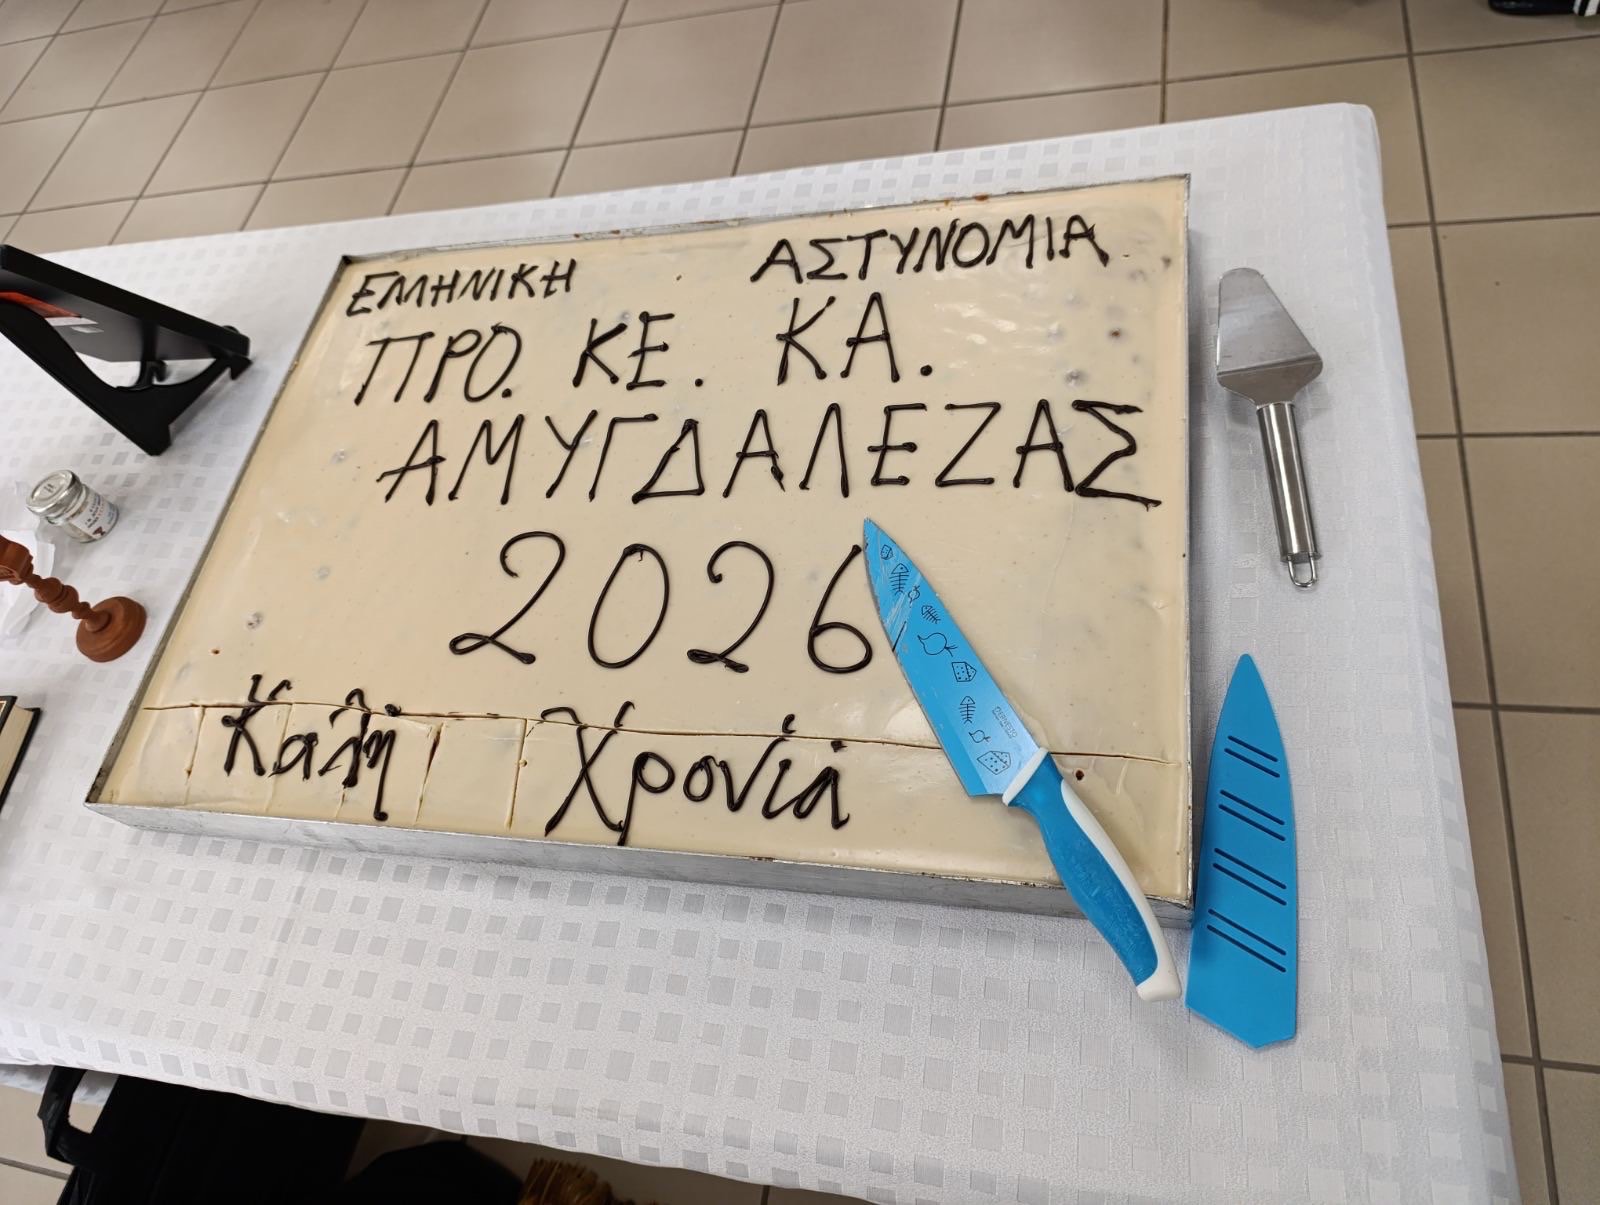 ΕΛΛΗΝΙΚΗ ΑΣΤΥΝΟΜΙΑ
ΠΡΟ. ΚΕ. ΚΑ.
ΑΜΥΓΔΑΛΕΖΑΣ
2026
Καλή Χρονιά